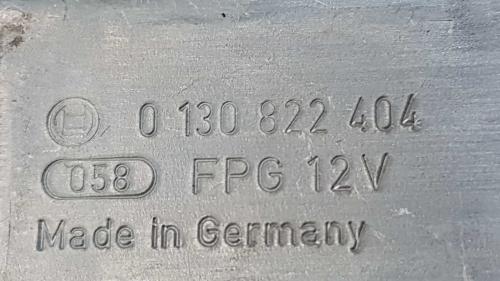 0 130 822 404
058 FPG 12V
Made in Germany